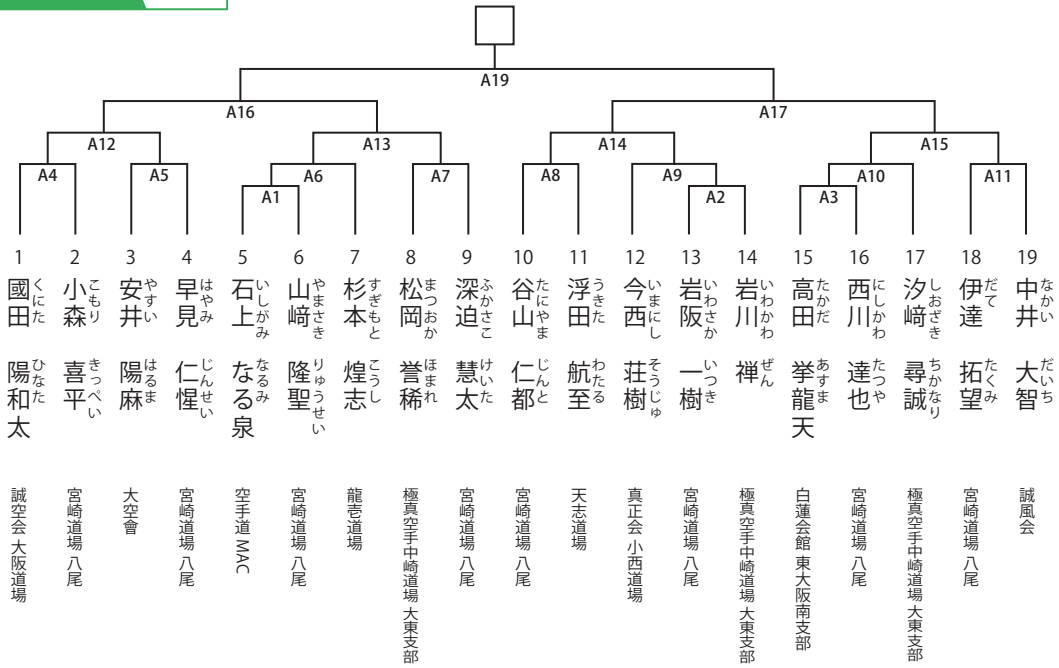 A19
A16
A17
A12
A13
A14
A15
A4
A5
A6
A7
A8
A9
A10
A11
A1
A2
A3
1
國田 陽和太
くにた ひなた
誠空会 大阪道場
2
小森 喜平
こもり きっぺい
宮崎道場 八尾
3
安井 陽麻
やすい はるま
大空會
4
早見 仁惺
はやみ じんせい
宮崎道場 八尾
5
石上 なる泉
いしがみ なるみ
空手道 MAC
6
山﨑 隆聖
やまさき りゅうせい
宮崎道場 八尾
7
杉本 煌志
すぎもと こうし
龍壱道場
8
松岡 誉稀
まつおか ほまれ
極真空手中崎道場 大東支部
9
深迫 慧太
ふかさこ けいた
宮崎道場 八尾
10
谷山 仁都
たにやま じんと
宮崎道場 八尾
11
浮田 航至
うきた わたる
天志道場
12
今西 荘樹
いまにし そうじゅ
真正会 小西道場
13
岩阪 一樹
いわさか いつき
宮崎道場 八尾
14
岩川 禅
いわかわ ぜん
極真空手中崎道場 大東支部
15
高田 挙龍天
たかだ あすま
白蓮会館 東大阪南支部
16
西川 達也
にしかわ たつや
宮崎道場 八尾
17
汐﨑 尋誠
しおざき ちかなり
極真空手中崎道場 大東支部
18
伊達 拓望
だて たくみ
宮崎道場 八尾
19
中井 大智
なかい だいち
誠風会